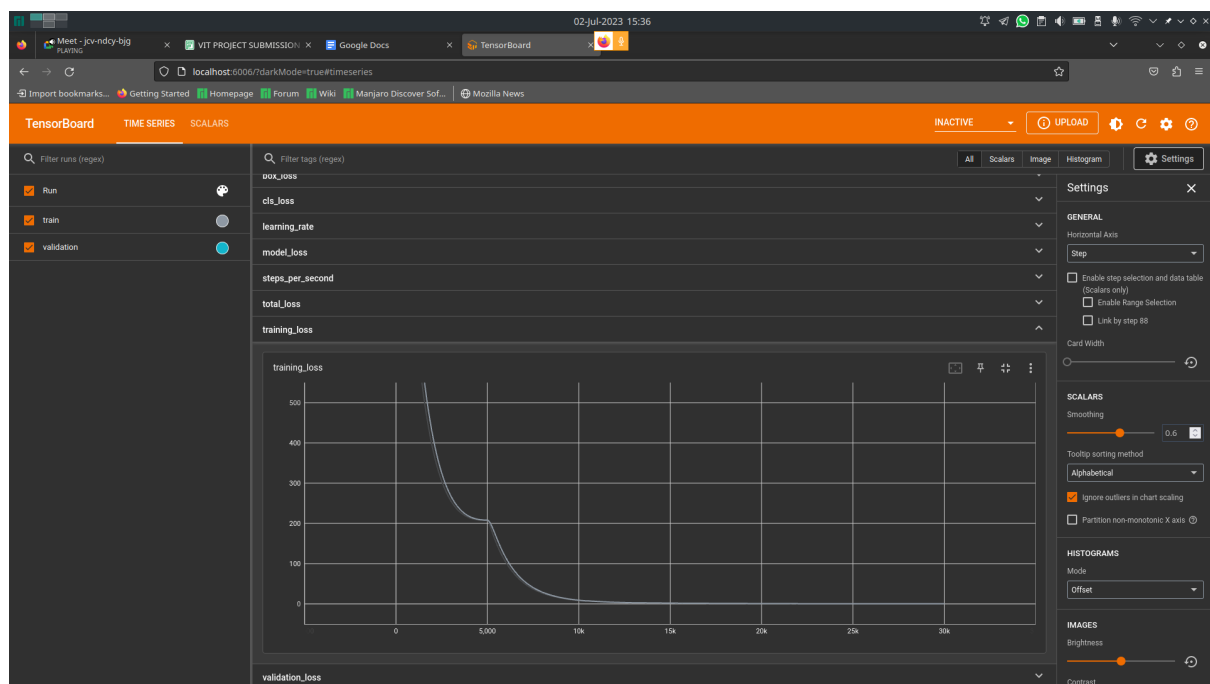 02-Jul-2023 15:36
Meet - jcv-ndcy-bjg
PLAYING
VIT PROJECT SUBMISSION
Google Docs
TensorBoard
localhost:6006/?darkMode=true#timeseries
Import bookmarks... Getting Started Homepage Forum Wiki Manjaro Discover Sof... Mozilla News
TensorBoard TIME SERIES SCALARS INACTIVE UPLOAD
Filter runs (regex)
Filter tags (regex)
All Scalars Image Histogram Settings
Run
train
validation
box_loss
cls_loss
learning_rate
model_loss
steps_per_second
total_loss
training_loss
training_loss
500
400
300
200
100
0
0 5,000 10k 15k 20k 25k 30k
validation_loss
Settings
GENERAL
Horizontal Axis
Step
Enable step selection and data table
(Scalars only)
Enable Range Selection
Link by step 88
Card Width
SCALARS
Smoothing
0.6
Tooltip sorting method
Alphabetical
Ignore outliers in chart scaling
Partition non-monotonic X axis
HISTOGRAMS
Mode
Offset
IMAGES
Brightness
Contrast